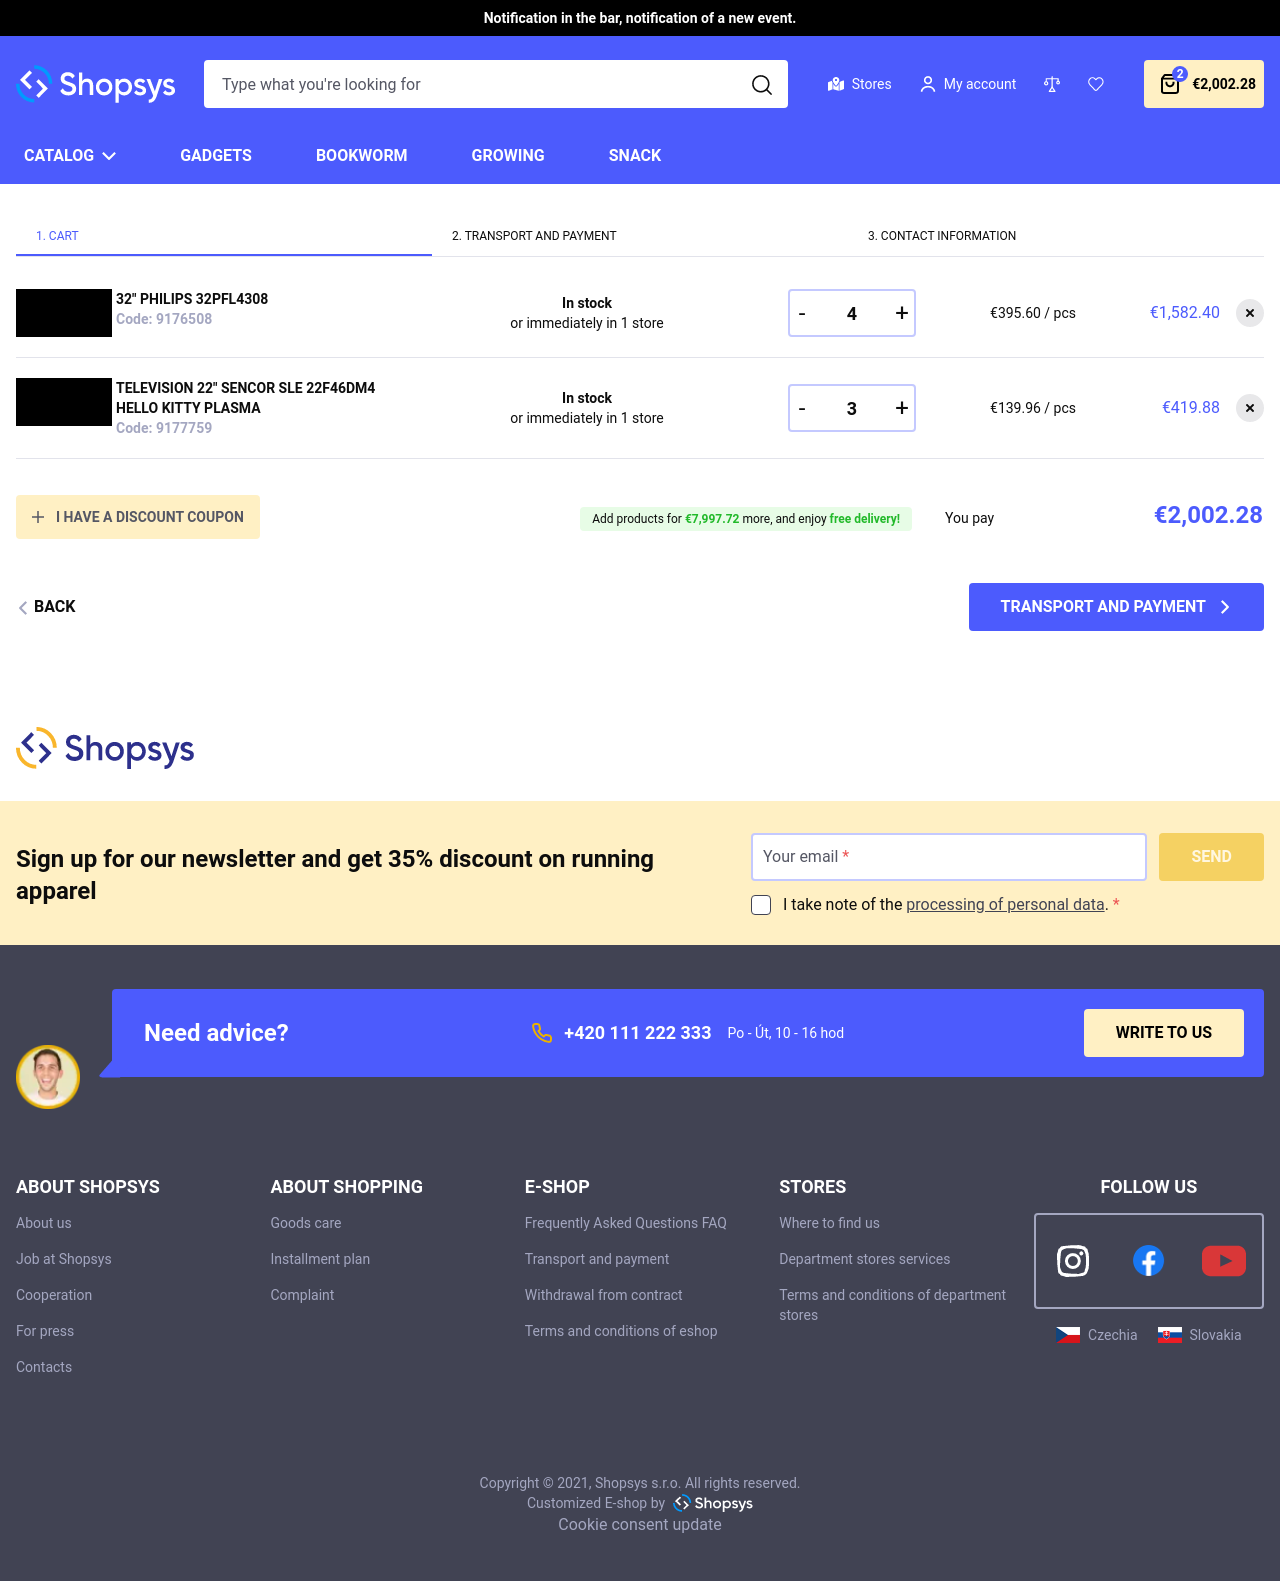 Notification in the bar, notification of a new event.
Shopsys
Type what you're looking for
Stores
My account
2
€2,002.28
CATALOG
GADGETS
BOOKWORM
GROWING
SNACK
1. CART
2. TRANSPORT AND PAYMENT
3. CONTACT INFORMATION
32" PHILIPS 32PFL4308
Code: 9176508
In stock
or immediately in 1 store
- 4 +
€395.60 / pcs
€1,582.40
TELEVISION 22" SENCOR SLE 22F46DM4
HELLO KITTY PLASMA
Code: 9177759
In stock
or immediately in 1 store
- 3 +
€139.96 / pcs
€419.88
I HAVE A DISCOUNT COUPON
Add products for €7,997.72 more, and enjoy free delivery!
You pay
€2,002.28
BACK
TRANSPORT AND PAYMENT
Shopsys
Sign up for our newsletter and get 35% discount on running
apparel
Your email *
SEND
I take note of the processing of personal data. *
Need advice?
+420 111 222 333
Po - Út, 10 - 16 hod
WRITE TO US
ABOUT SHOPSYS
About us
Job at Shopsys
Cooperation
For press
Contacts
ABOUT SHOPPING
Goods care
Installment plan
Complaint
E-SHOP
Frequently Asked Questions FAQ
Transport and payment
Withdrawal from contract
Terms and conditions of eshop
STORES
Where to find us
Department stores services
Terms and conditions of department
stores
FOLLOW US
Czechia
Slovakia
Copyright © 2021, Shopsys s.r.o. All rights reserved.
Customized E-shop by Shopsys
Cookie consent update